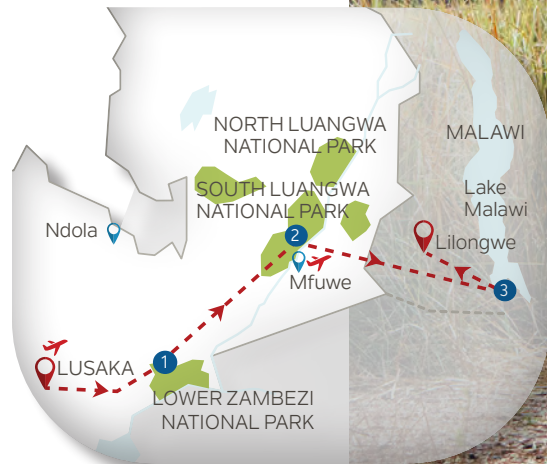 NORTH LUANGWA
NATIONAL PARK
MALAWI
SOUTH LUANGWA
NATIONAL PARK
Lake
Malawi
Ndola
2
Lilongwe
Mfuwe
3
1
LUSAKA
LOWER ZAMBEZI
NATIONAL PARK